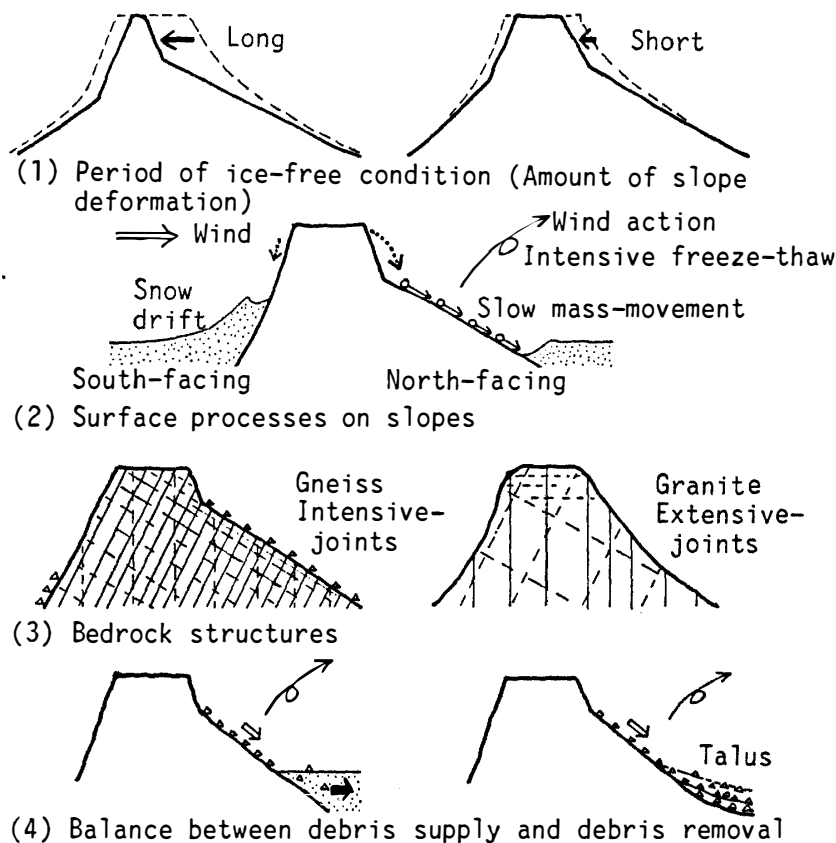 Long
Short
(1) Period of ice-free condition (Amount of slope
deformation)
Wind
Wind action
Intensive freeze-thaw
Snow
drift
Slow mass-movement
South-facing
North-facing
(2) Surface processes on slopes
Gneiss
Intensive-
joints
Granite
Extensive-
joints
(3) Bedrock structures
Talus
(4) Balance between debris supply and debris removal